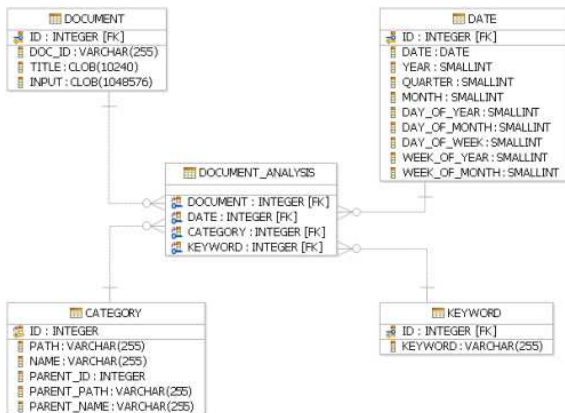 DOCUMENT
ID : INTEGER [FK]
DOC_ID : VARCHAR(255)
TITLE : CLOB(10240)
INPUT : CLOB(1048576)
DATE
ID : INTEGER [FK]
DATE : DATE
YEAR : SMALLINT
QUARTER : SMALLINT
MONTH : SMALLINT
DAY_OF_YEAR : SMALLINT
DAY_OF_MONTH : SMALLINT
DAY_OF_WEEK : SMALLINT
WEEK_OF_YEAR : SMALLINT
WEEK_OF_MONTH : SMALLINT
DOCUMENT_ANALYSIS
DOCUMENT : INTEGER [FK]
DATE : INTEGER [FK]
CATEGORY : INTEGER [FK]
KEYWORD : INTEGER [FK]
CATEGORY
ID : INTEGER
PATH : VARCHAR(255)
NAME : VARCHAR(255)
PARENT_ID : INTEGER
PARENT_PATH : VARCHAR(255)
PARENT_NAME : VARCHAR(255)
KEYWORD
ID : INTEGER [FK]
KEYWORD : VARCHAR(255)